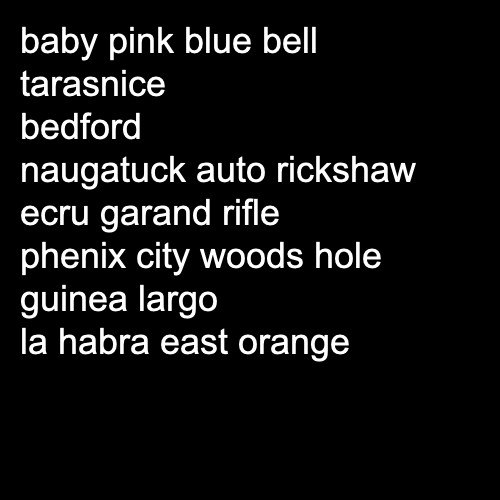 baby pink blue bell
tarasnice
bedford
naugatuck auto rickshaw
ecru garand rifle
phenix city woods hole
guinea largo
la habra east orange